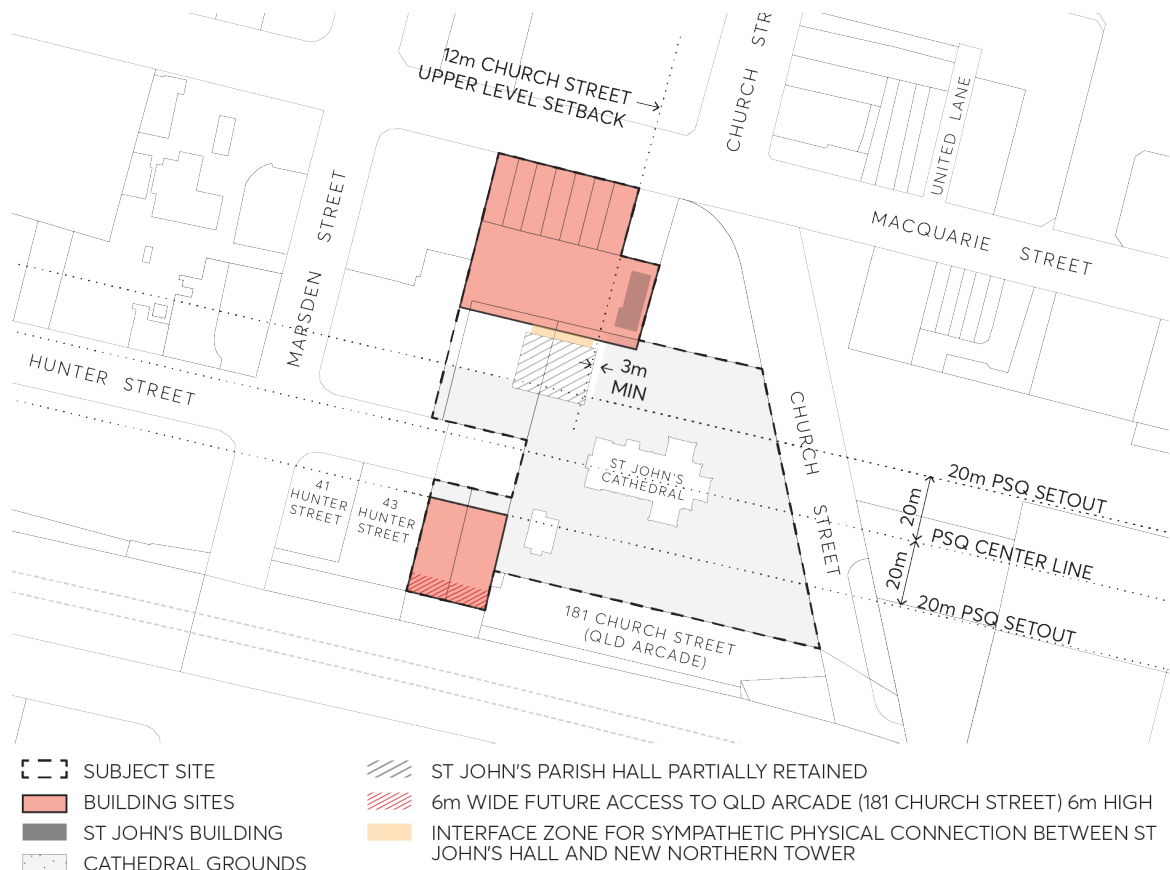 12m CHURCH STREET
UPPER LEVEL SETBACK
CHURCH STR
UNITED LANE
MACQUARIE STREET
MARSDEN STREET
HUNTER STREET
3m
MIN
CHURCH STREET
ST JOHN'S
CATHEDRAL
41
HUNTER
STREET
43
HUNTER
STREET
20m PSQ SETOUT
20m
PSQ CENTER LINE
20m
20m PSQ SETOUT
181 CHURCH STREET
(QLD ARCADE)
SUBJECT SITE
BUILDING SITES
ST JOHN'S BUILDING
CATHEDRAL GROUNDS
ST JOHN'S PARISH HALL PARTIALLY RETAINED
6m WIDE FUTURE ACCESS TO QLD ARCADE (181 CHURCH STREET) 6m HIGH
INTERFACE ZONE FOR SYMPATHETIC PHYSICAL CONNECTION BETWEEN ST
JOHN'S HALL AND NEW NORTHERN TOWER